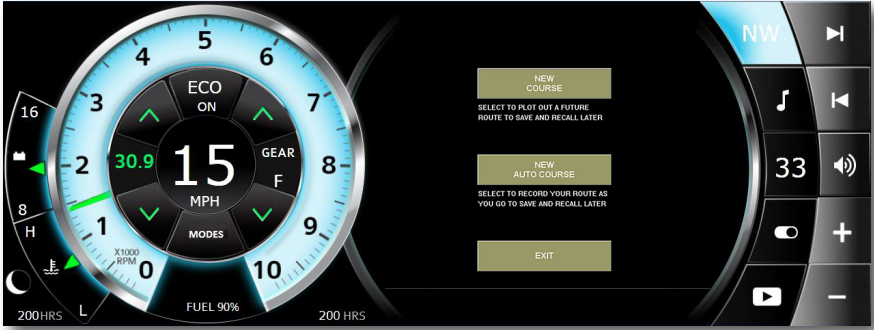 16
8
H
L
200 HRS
0
1
2
3
4
5
6
7
8
9
10
X1000
RPM
ECO
ON
30.9
15
MPH
GEAR
F
MODES
FUEL 90%
200 HRS
NEW
COURSE
SELECT TO PLOT OUT A FUTURE
ROUTE TO SAVE AND RECALL LATER
NEW
AUTO COURSE
SELECT TO RECORD YOUR ROUTE AS
YOU GO TO SAVE AND RECALL LATER
EXIT
NW
33